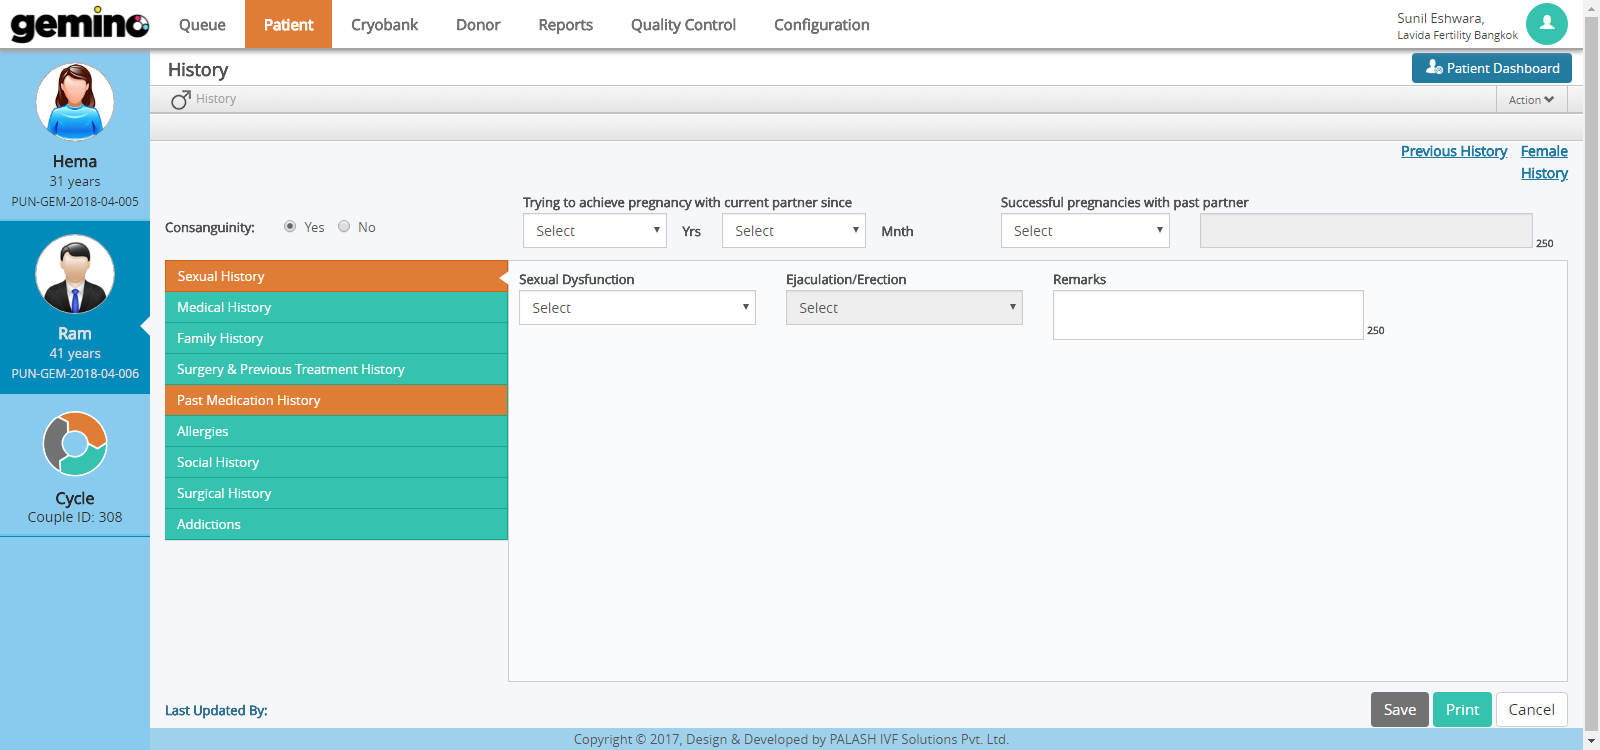 gemino Queue Patient Cryobank Donor Reports Quality Control Configuration
Sunil Eshwara,
Lavida Fertility Bangkok
Hema
31 years
PUN-GEM-2018-04-005
Ram
41 years
PUN-GEM-2018-04-006
Cycle
Couple ID: 308
History Patient Dashboard
History Action
Previous History Female
History
Trying to achieve pregnancy with current partner since Successful pregnancies with past partner
Consanguinity: Yes No Select Yrs Select Mnth Select 250
Sexual History
Medical History
Family History
Surgery & Previous Treatment History
Past Medication History
Allergies
Social History
Surgical History
Addictions
Sexual Dysfunction Ejaculation/Erection Remarks
Select Select 250
Last Updated By: Save Print Cancel
Copyright © 2017, Design & Developed by PALASH IVF Solutions Pvt. Ltd.